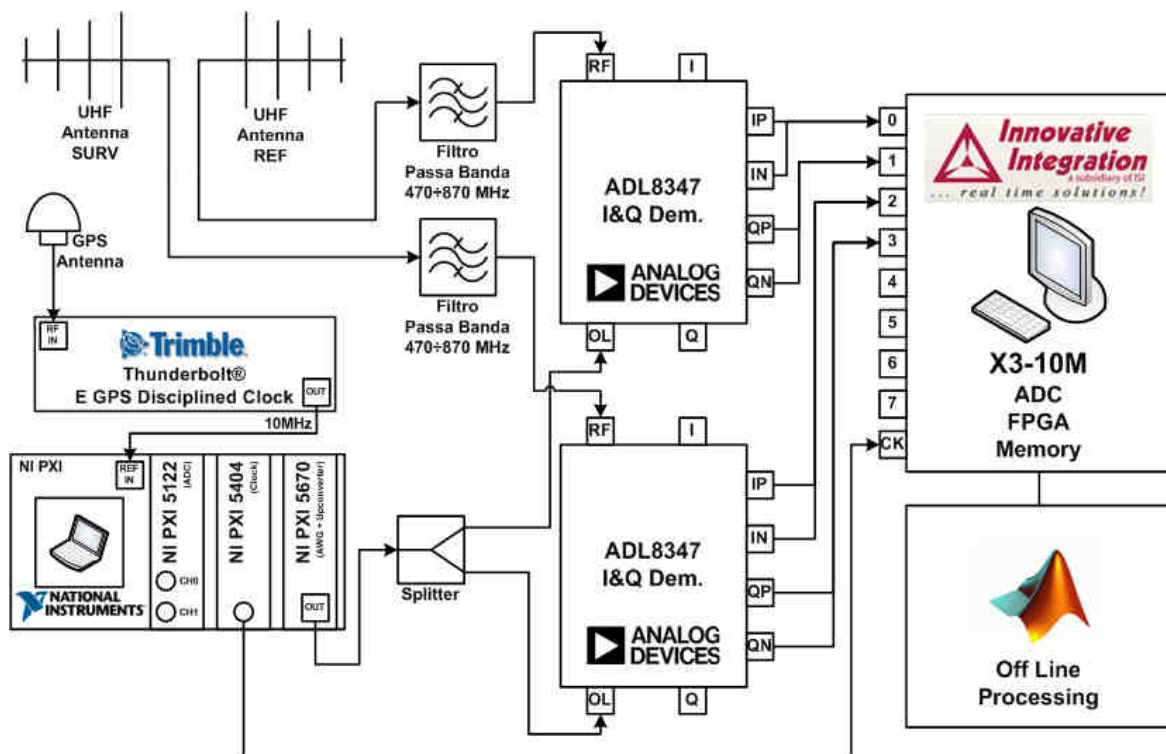 UHF
Antenna
SURV
UHF
Antenna
REF
Filtro
Passa Banda
470÷870 MHz
Filtro
Passa Banda
470÷870 MHz
GPS
Antenna
RF
IN
Trimble
Thunderbolt®
E GPS Disciplined Clock
OUT
10MHz
NI PXI
REF
IN
NATIONAL
INSTRUMENTS
NI PXI 5122
(ADC)
CH0
CH1
NI PXI 5404
(Clock)
NI PXI 5670
(AWG + Upconverter)
OUT
Splitter
RF
I
IP
IN
QP
QN
ADL8347
I&Q Dem.
ANALOG
DEVICES
OL
Q
RF
I
IP
IN
QP
QN
ADL8347
I&Q Dem.
ANALOG
DEVICES
OL
Q
0
1
2
3
4
5
6
7
CK
Innovative
Integration
a subsidiary of ISI
... real time solutions!
X3-10M
ADC
FPGA
Memory
Off Line
Processing